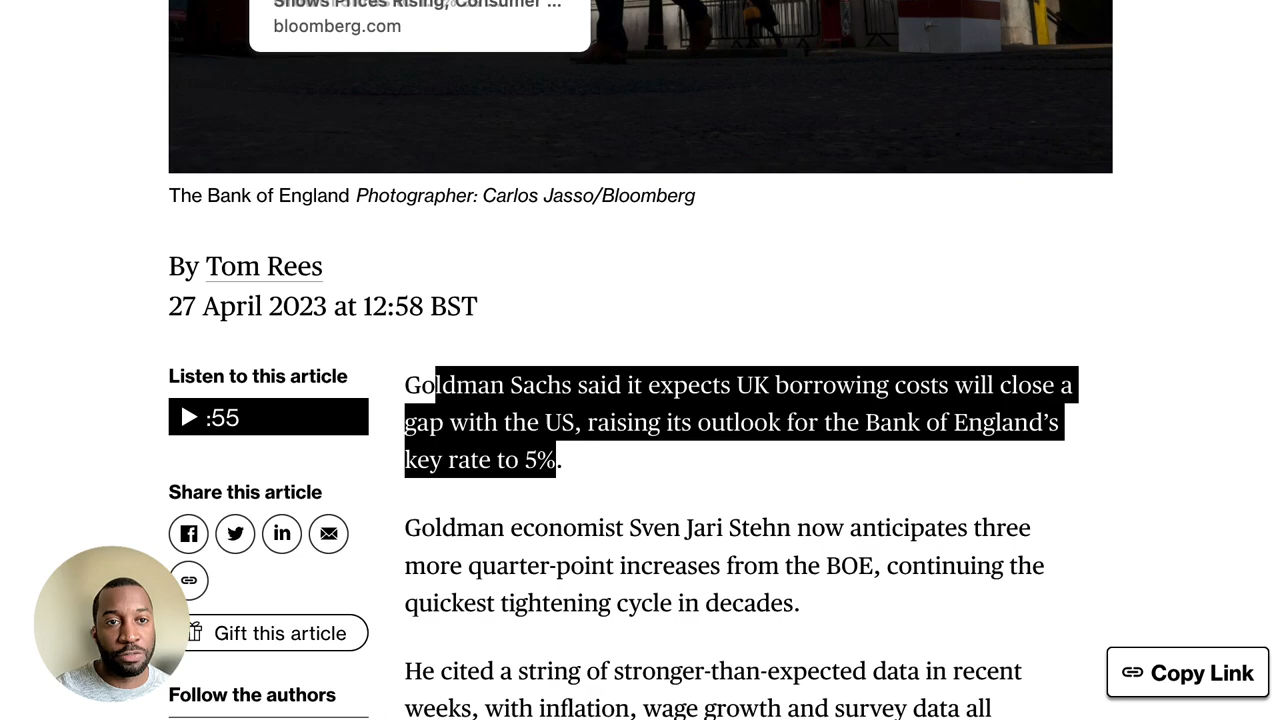 Shows Prices Rising, Consumer ...
bloomberg.com
The Bank of England Photographer: Carlos Jasso/Bloomberg
By Tom Rees
27 April 2023 at 12:58 BST
Listen to this article
:55
Share this article
Gift this article
Follow the authors
Goldman Sachs said it expects UK borrowing costs will close a
gap with the US, raising its outlook for the Bank of England’s
key rate to 5%.
Goldman economist Sven Jari Stehn now anticipates three
more quarter-point increases from the BOE, continuing the
quickest tightening cycle in decades.
He cited a string of stronger-than-expected data in recent
weeks, with inflation, wage growth and survey data all
Copy Link